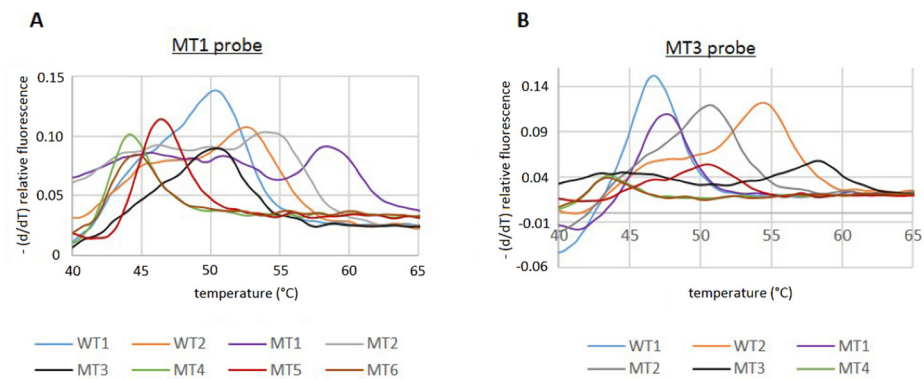 A
MT1 probe
- (d/dT) relative fluorescence
0.15
0.10
0.05
0
40
45
50
55
60
65
temperature (°C)
WT1
WT2
MT1
MT2
MT3
MT4
MT5
MT6
B
MT3 probe
- (d/dT) relative fluorescence
0.14
0.09
0.04
-0.01
-0.06
40
45
50
55
60
65
temperature (°C)
WT1
WT2
MT1
MT2
MT3
MT4